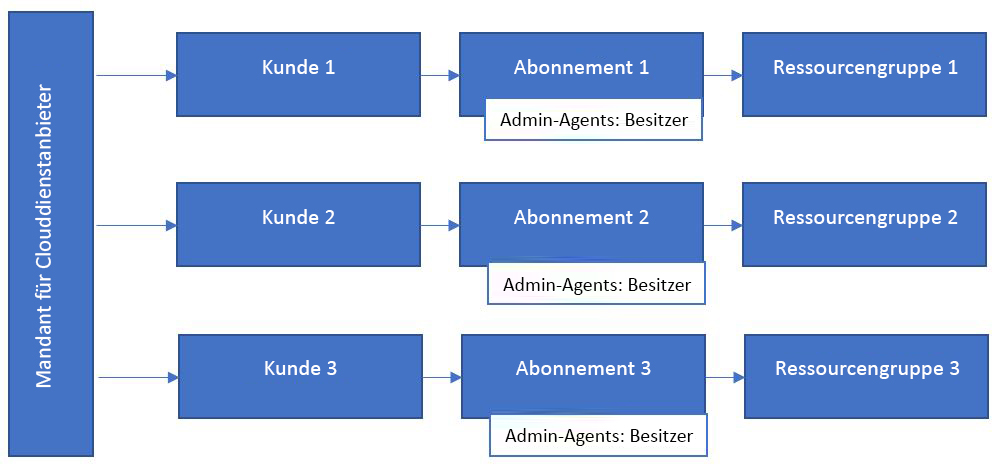 Mandant für Clouddienstanbieter
Kunde 1
Abonnement 1
Ressourcengruppe 1
Admin-Agents: Besitzer
Kunde 2
Abonnement 2
Ressourcengruppe 2
Admin-Agents: Besitzer
Kunde 3
Abonnement 3
Ressourcengruppe 3
Admin-Agents: Besitzer